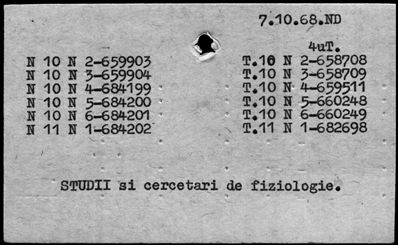 7.10.68.ND
4uT.
N 10 N 2-659903 T.10 N 2-658708
N 10 N 3-659904 T.10 N 3-658709
N 10 N 4-684199 T.10 N 4-659511
N 10 N 5-684200 T.10 N 5-660248
N 10 N 6-684201 T.10 N 6-660249
N 11 N 1-684202 T.11 N 1-682698
STUDII si cercetari de fiziologie.